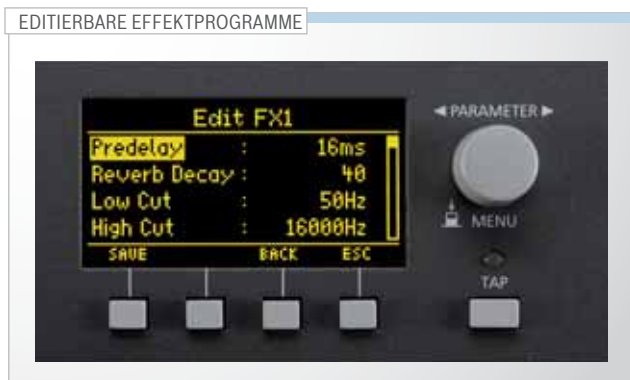 EDITIERBARE EFFEKTPROGRAMME
Edit FX1
Predelay : 16ms
Reverb Decay : 40
Low Cut : 50Hz
High Cut : 16000Hz
SAVE BACK ESC
◄ PARAMETER ►
MENU
TAP